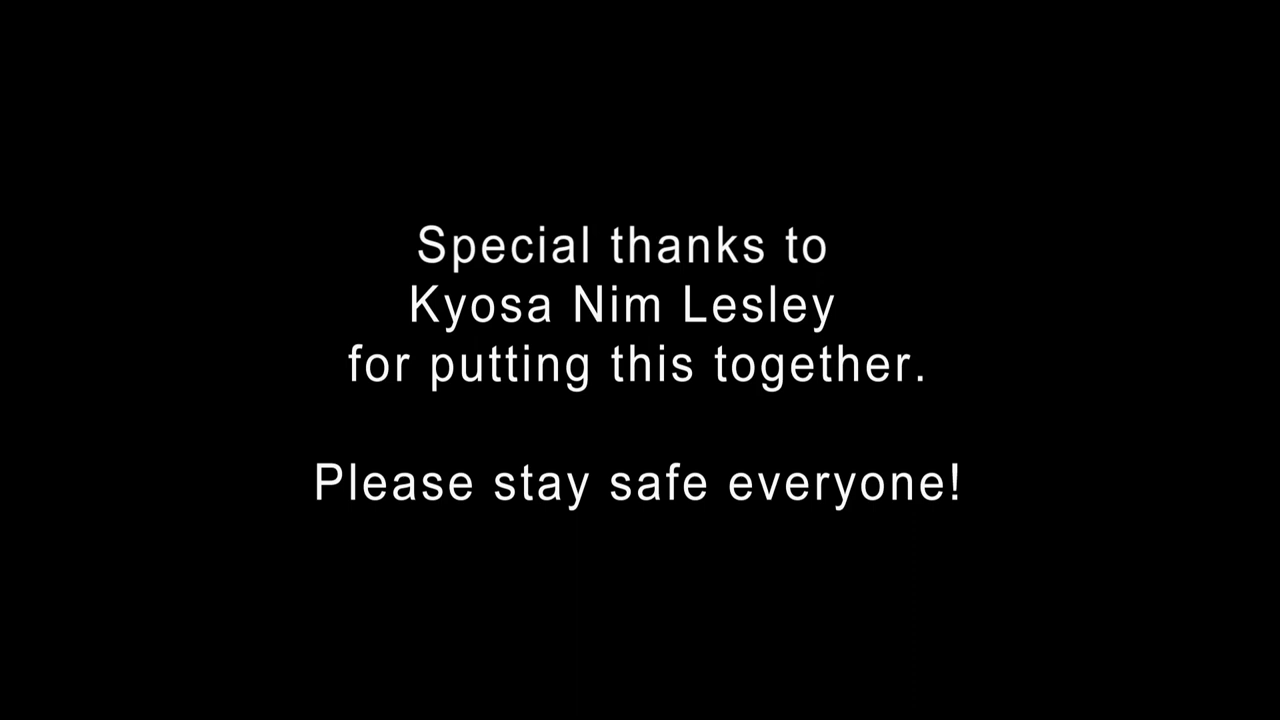 Special thanks to
Kyosa Nim Lesley
for putting this together.
Please stay safe everyone!